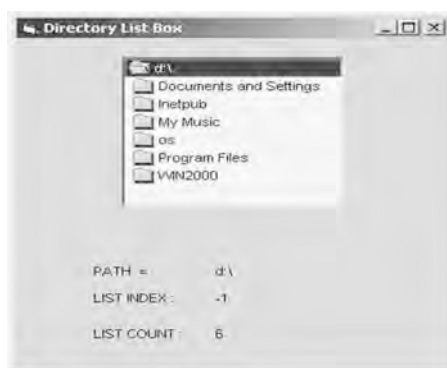 Directory List Box
d:\
Documents and Settings
Inetpub
My Music
os
Program Files
WIN2000
PATH = d:\
LIST INDEX : -1
LIST COUNT : 6